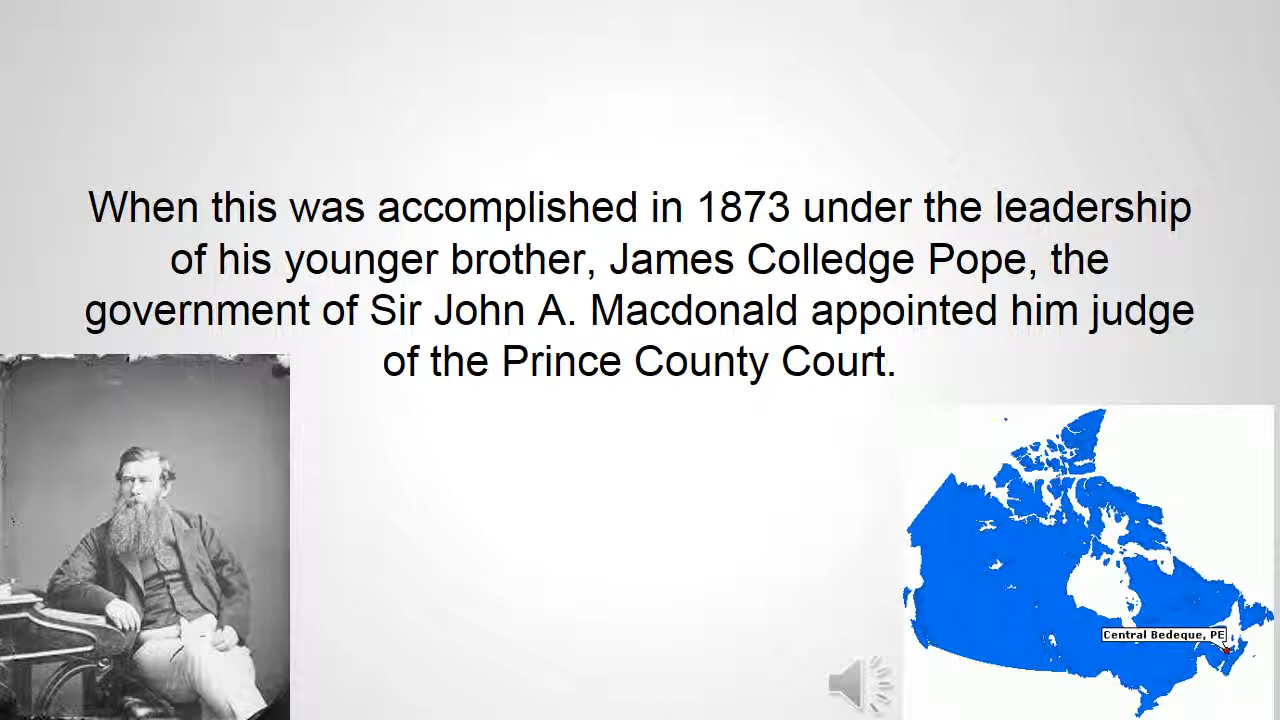 When this was accomplished in 1873 under the leadership
of his younger brother, James Colledge Pope, the
government of Sir John A. Macdonald appointed him judge
of the Prince County Court.
Central Bedeque, PE